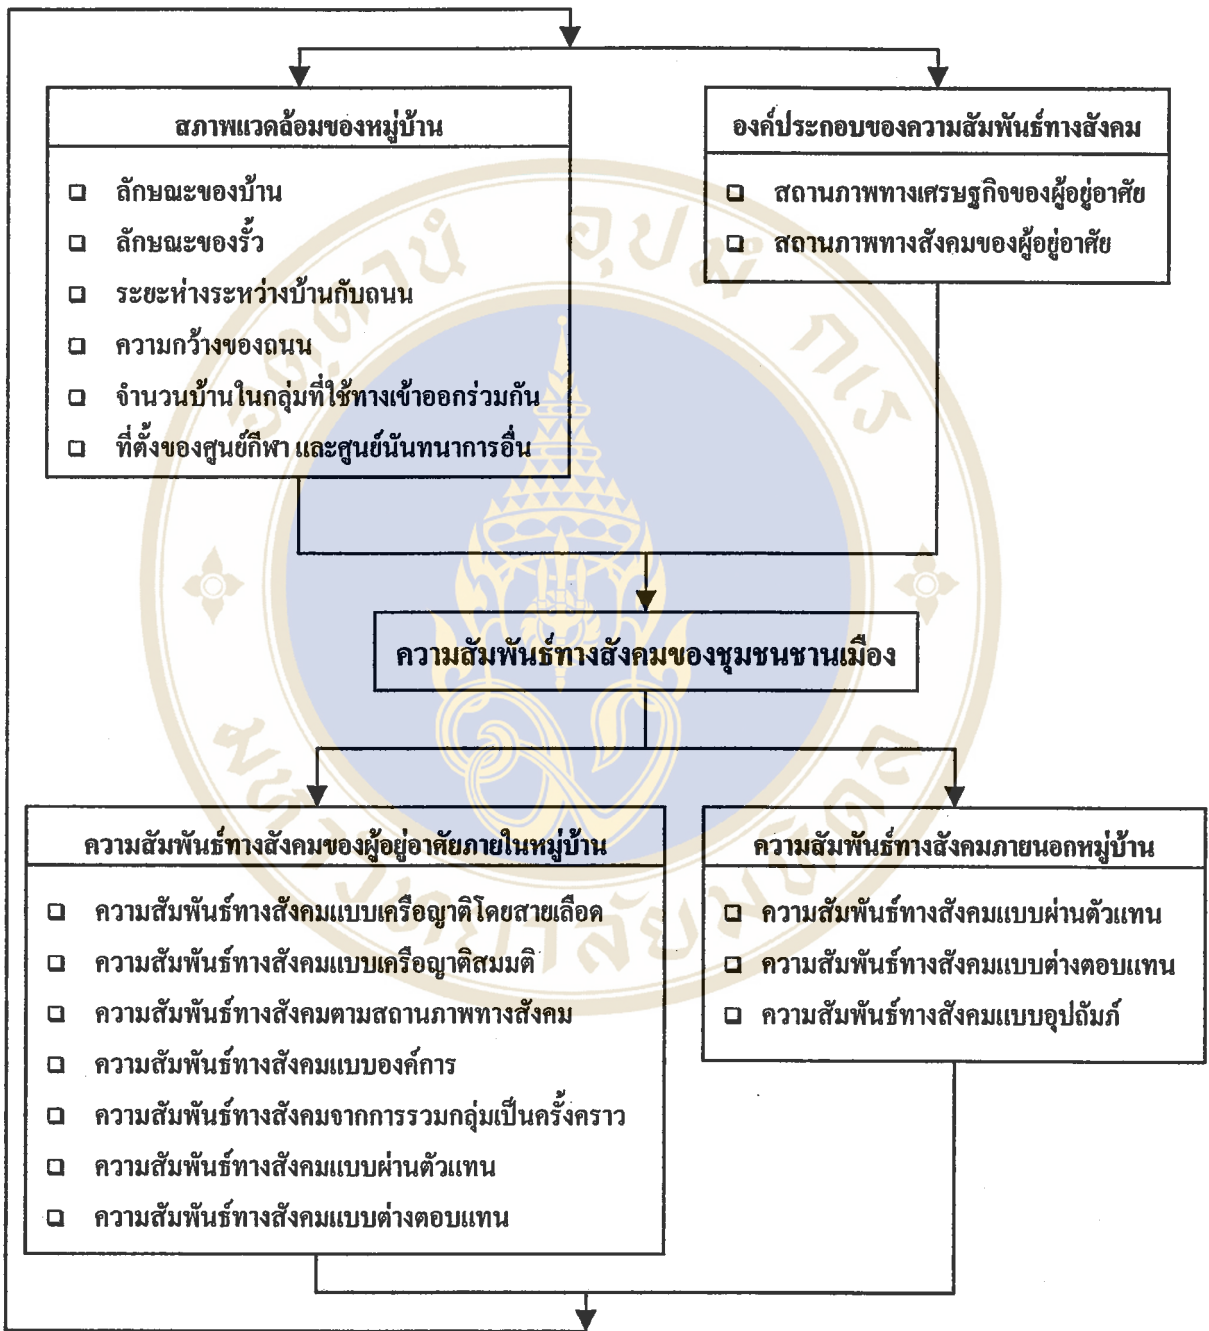 สภาพแวดล้อมของหมู่บ้าน
❑ ลักษณะของบ้าน
❑ ลักษณะของรั้ว
❑ ระยะห่างระหว่างบ้านกับถนน
❑ ความกว้างของถนน
❑ จำนวนบ้านในกลุ่มที่ใช้ทางเข้าออกร่วมกัน
❑ ที่ตั้งของศูนย์กีฬา และศูนย์นันทนาการอื่น
องค์ประกอบของความสัมพันธ์ทางสังคม
❑ สถานภาพทางเศรษฐกิจของผู้อยู่อาศัย
❑ สถานภาพทางสังคมของผู้อยู่อาศัย
ความสัมพันธ์ทางสังคมของชุมชนชานเมือง
ความสัมพันธ์ทางสังคมของผู้อยู่อาศัยภายในหมู่บ้าน
❑ ความสัมพันธ์ทางสังคมแบบเครือญาติโดยสายเลือด
❑ ความสัมพันธ์ทางสังคมแบบเครือญาติสมมติ
❑ ความสัมพันธ์ทางสังคมตามสถานภาพทางสังคม
❑ ความสัมพันธ์ทางสังคมแบบองค์การ
❑ ความสัมพันธ์ทางสังคมจากการรวมกลุ่มเป็นครั้งคราว
❑ ความสัมพันธ์ทางสังคมแบบผ่านตัวแทน
❑ ความสัมพันธ์ทางสังคมแบบต่างตอบแทน
ความสัมพันธ์ทางสังคมภายนอกหมู่บ้าน
❑ ความสัมพันธ์ทางสังคมแบบผ่านตัวแทน
❑ ความสัมพันธ์ทางสังคมแบบต่างตอบแทน
❑ ความสัมพันธ์ทางสังคมแบบอุปถัมภ์
อตฺตานํ อุปมํ กเร
มหาวิทยาลัยมหิดล